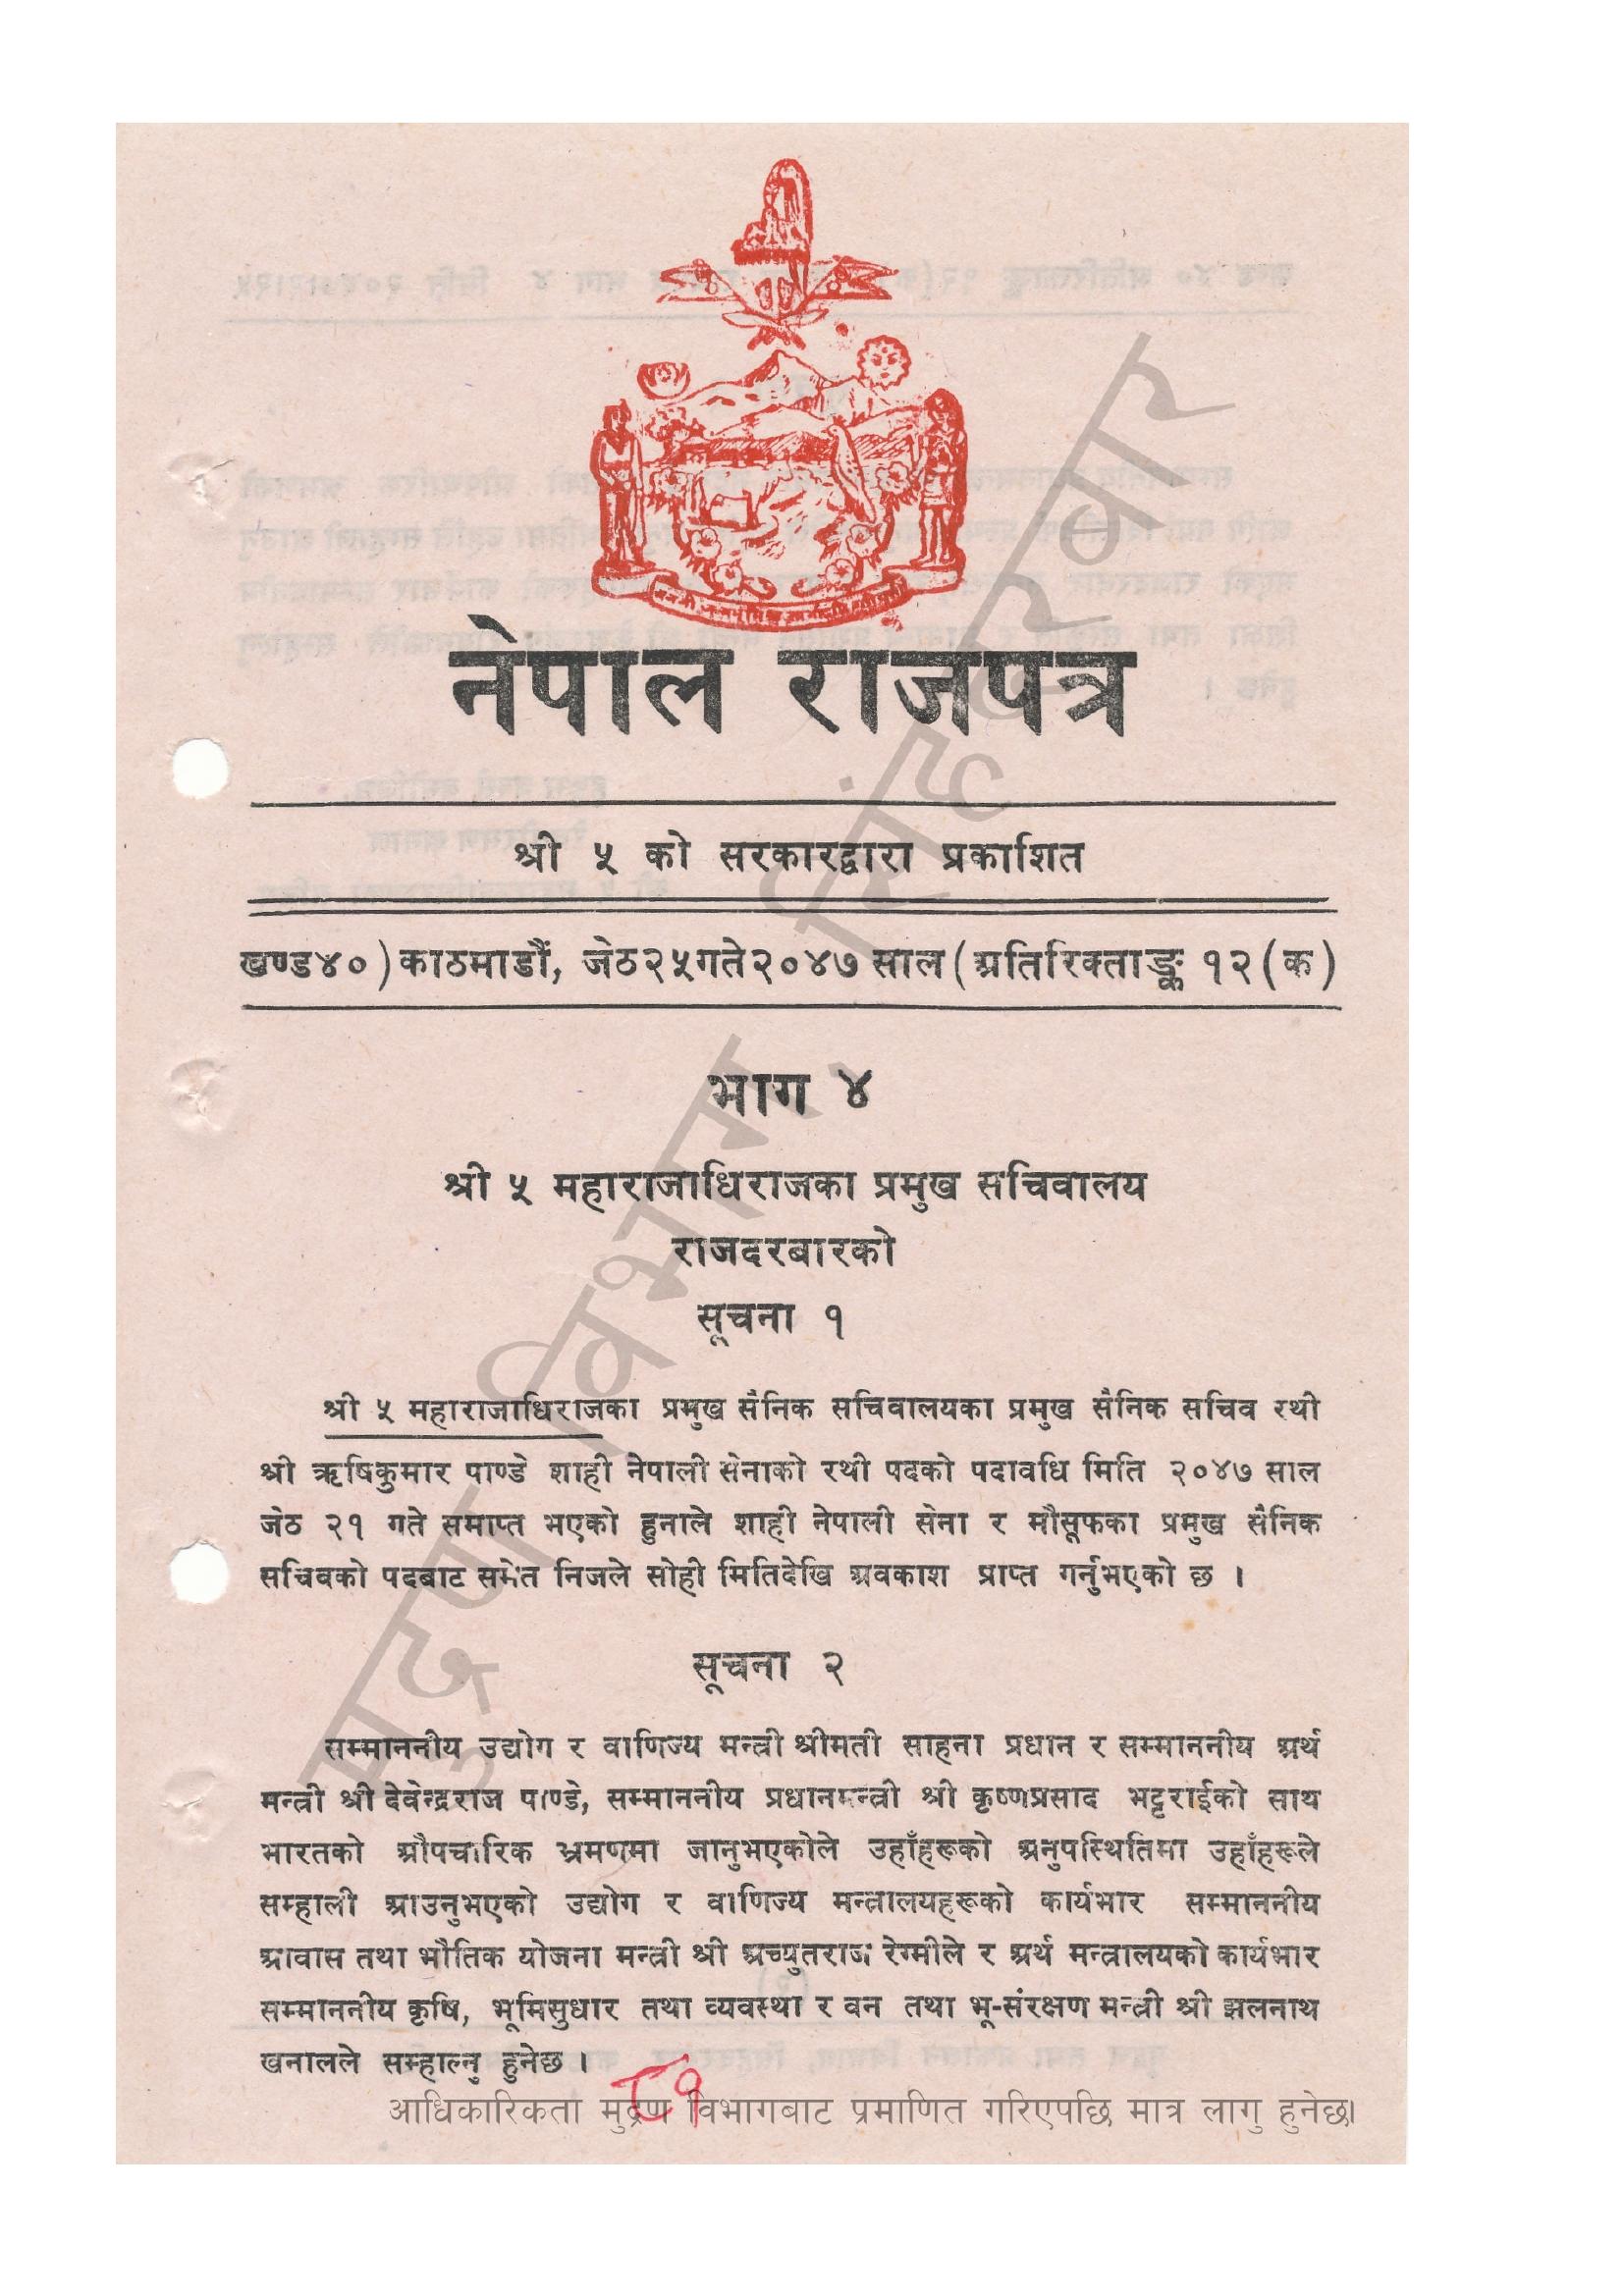 नेपाल राजपत्र
श्री ५ को सरकारद्वारा प्रकाशित
खण्ड४०) काठमाडौं, जेठ२५गते२०४७ साल (अतिरिक्ताङ्क १२ (क)
भाग ४
श्री ५ महाराजाधिराजका प्रमुख सचिवालय
राजदरबारको
सूचना १
श्री ५ महाराजाधिराजका प्रमुख सैनिक सचिवालयका प्रमुख सैनिक सचिव रथी
श्री ऋषिकुमार पाण्डे शाही नेपाली सेनाको रथी पदको पदावधि मिति २०४७ साल
जेठ २१ गते समाप्त भएको हुनाले शाही नेपाली सेना र मौसूफका प्रमुख सैनिक
सचिवको पदबाट समेत निजले सोही मितिदेखि अवकाश प्राप्त गर्नुभएको छ ।
सूचना २
सम्माननीय उद्योग र वाणिज्य मन्त्री श्रीमती साहना प्रधान र सम्माननीय अर्थ
मन्त्री श्री देवेन्द्रराज पाण्डे, सम्माननीय प्रधानमन्त्री श्री कृष्णप्रसाद भट्टराईको साथ
भारतको औपचारिक भ्रमणमा जानुभएकोले उहाँहरूको अनुपस्थितिमा उहाँहरूले
सम्हाली आउनुभएको उद्योग र वाणिज्य मन्त्रालयहरूको कार्यभार सम्माननीय
आवास तथा भौतिक योजना मन्त्री श्री अच्युतराज रेग्मीले र अर्थ मन्त्रालयको कार्यभार
सम्माननीय कृषि, भूमिसुधार तथा व्यवस्था र वन तथा भू-संरक्षण मन्त्री श्री झलनाथ
खनालले सम्हाल्नु हुनेछ ।
८१
आधिकारिकता मुद्रण विभागबाट प्रमाणित गरिएपछि मात्र लागु हुनेछ।
मुद्रण विभाग, सिंहदरबार